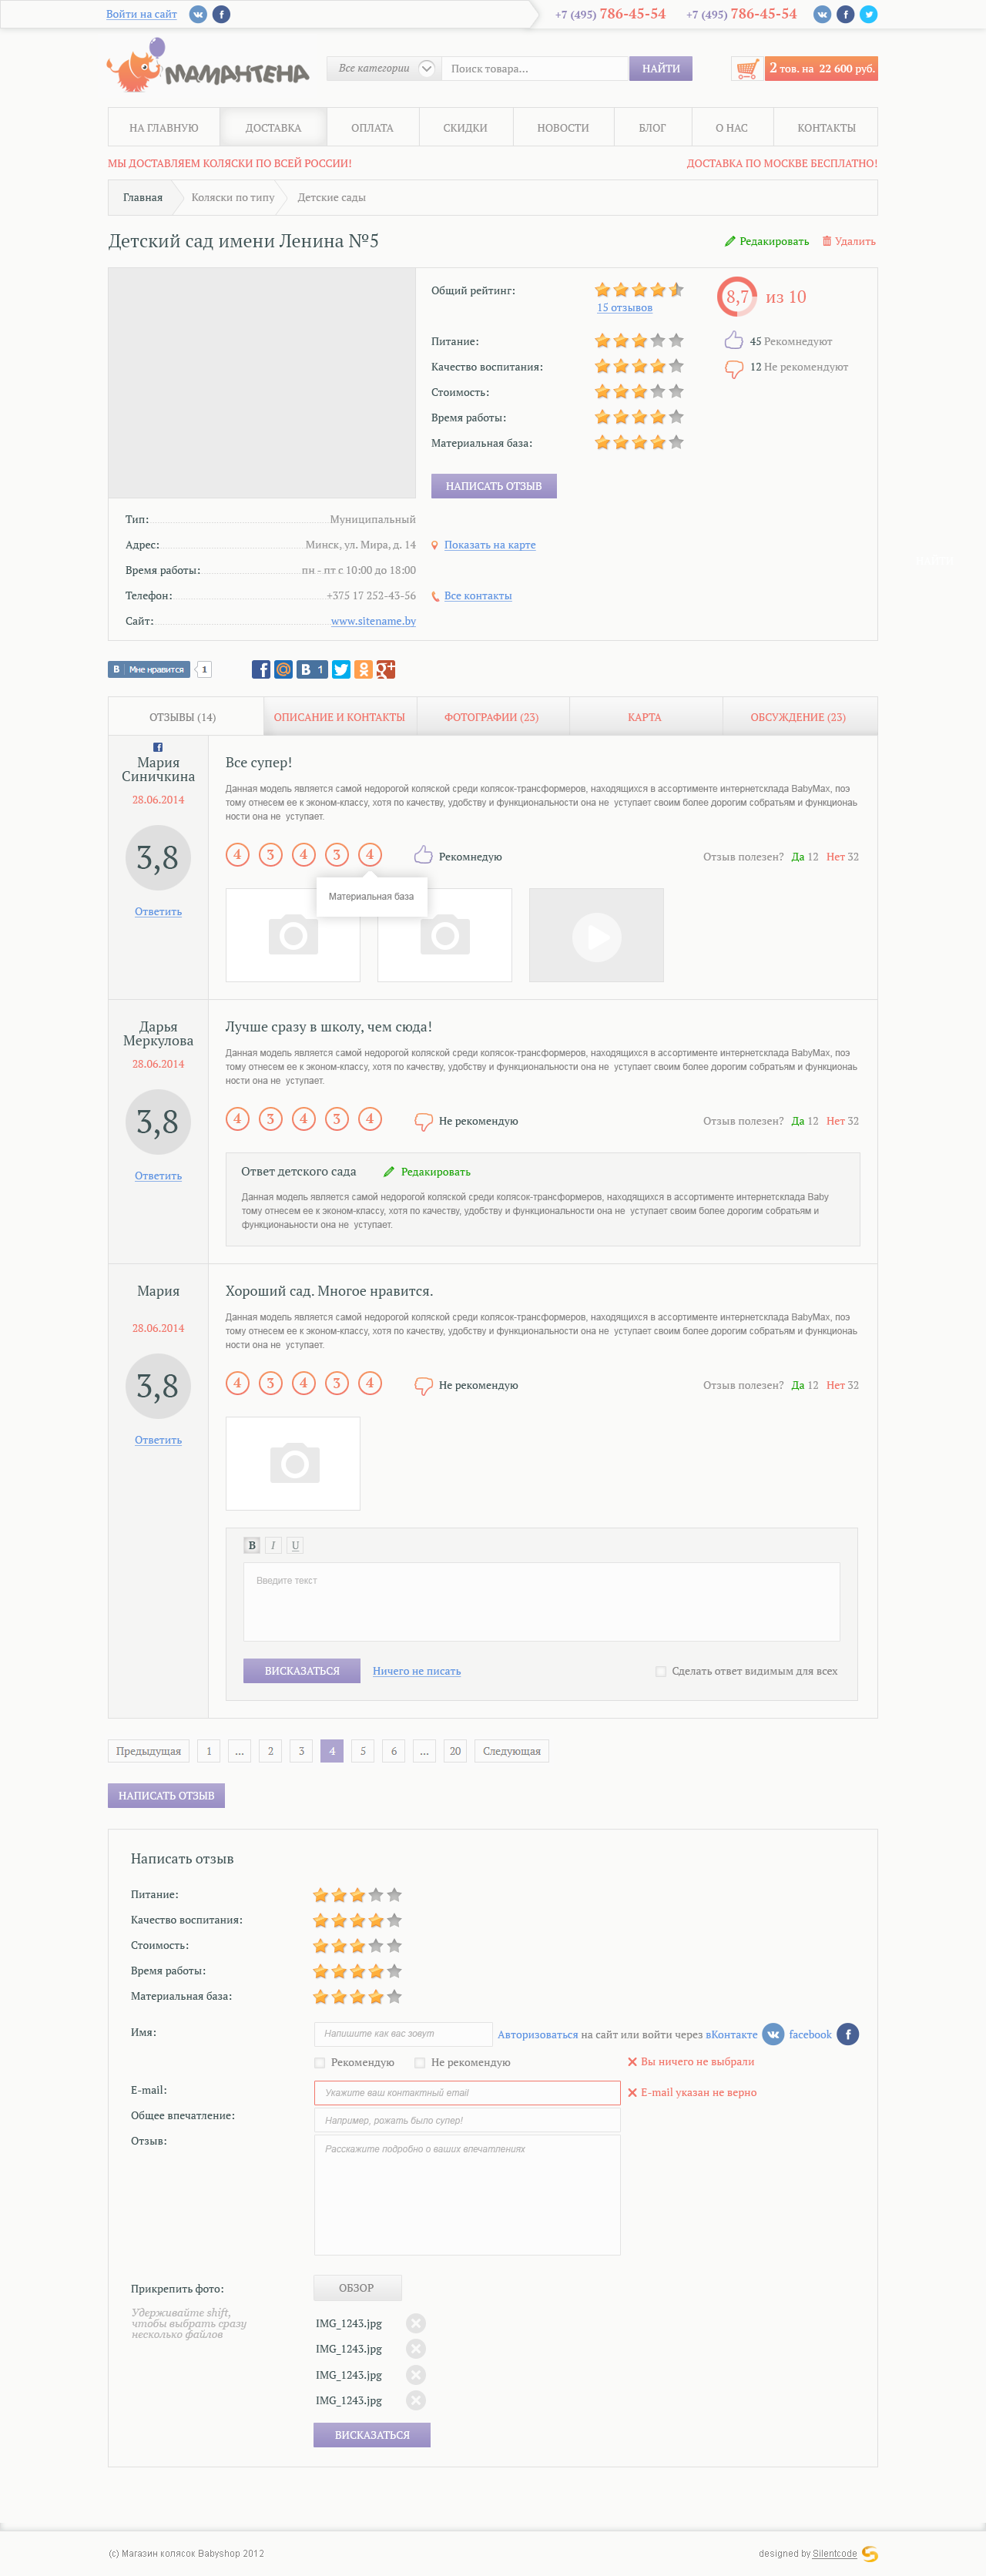 Войти на сайт
+7 (495) 786-45-54
+7 (495) 786-45-54
МАМАНТЕНА
Все категории
Поиск товара...
НАЙТИ
2 тов. на 22 600 руб.
НА ГЛАВНУЮ
ДОСТАВКА
ОПЛАТА
СКИДКИ
НОВОСТИ
БЛОГ
О НАС
КОНТАКТЫ
МЫ ДОСТАВЛЯЕМ КОЛЯСКИ ПО ВСЕЙ РОССИИ!
ДОСТАВКА ПО МОСКВЕ БЕСПЛАТНО!
Главная
Коляски по типу
Детские сады
Детский сад имени Ленина №5
Редакировать
Удалить
Общий рейтинг:
15 отзывов
8,7 из 10
Питание:
45 Рекомнедуют
Качество воспитания:
12 Не рекомендуют
Стоимость:
Время работы:
Материальная база:
НАПИСАТЬ ОТЗЫВ
Тип: Муниципальный
Адрес: Минск, ул. Мира, д. 14
Показать на карте
Время работы: пн - пт с 10:00 до 18:00
Телефон: +375 17 252-43-56
Все контакты
Сайт: www.sitename.by
В Мне нравится 1
В 1
ОТЗЫВЫ (14)
ОПИСАНИЕ И КОНТАКТЫ
ФОТОГРАФИИ (23)
КАРТА
ОБСУЖДЕНИЕ (23)
Мария
Синичкина
28.06.2014
3,8
Ответить
Все супер!
Данная модель является самой недорогой коляской среди колясок-трансформеров, находящихся в ассортименте интернетсклада BabyMax, поэ
тому отнесем ее к эконом-классу, хотя по качеству, удобству и функциональности она не уступает своим более дорогим собратьям и функциональ
ности она не уступает.
4 3 4 3 4
Рекомнедую
Отзыв полезен? Да 12 Нет 32
Материальная база
Дарья
Меркулова
28.06.2014
3,8
Ответить
Лучше сразу в школу, чем сюда!
Данная модель является самой недорогой коляской среди колясок-трансформеров, находящихся в ассортименте интернетсклада BabyMax, поэ
тому отнесем ее к эконом-классу, хотя по качеству, удобству и функциональности она не уступает своим более дорогим собратьям и функциональ
ности она не уступает.
4 3 4 3 4
Не рекомендую
Отзыв полезен? Да 12 Нет 32
Ответ детского сада
Редакировать
Данная модель является самой недорогой коляской среди колясок-трансформеров, находящихся в ассортименте интернетсклада Baby
тому отнесем ее к эконом-классу, хотя по качеству, удобству и функциональности она не уступает своим более дорогим собратьям и
функционаьности она не уступает.
Мария
28.06.2014
3,8
Ответить
Хороший сад. Многое нравится.
Данная модель является самой недорогой коляской среди колясок-трансформеров, находящихся в ассортименте интернетсклада BabyMax, поэ
тому отнесем ее к эконом-классу, хотя по качеству, удобству и функциональности она не уступает своим более дорогим собратьям и функциональ
ности она не уступает.
4 3 4 3 4
Не рекомендую
Отзыв полезен? Да 12 Нет 32
B I U
Введите текст
ВИСКАЗАТЬСЯ
Ничего не писать
Сделать ответ видимым для всех
Предыдущая 1 ... 2 3 4 5 6 ... 20 Следующая
НАПИСАТЬ ОТЗЫВ
Написать отзыв
Питание:
Качество воспитания:
Стоимость:
Время работы:
Материальная база:
Имя:
Напишите как вас зовут
Авторизоваться на сайт или войти через вКонтакте facebook
Рекомендую
Не рекомендую
Вы ничего не выбрали
E-mail:
Укажите ваш контактный email
E-mail указан не верно
Общее впечатление:
Например, рожать было супер!
Отзыв:
Расскажите подробно о ваших впечатлениях
Прикрепить фото:
ОБЗОР
Удерживайте shift,
чтобы выбрать сразу
несколько файлов
IMG_1243.jpg
IMG_1243.jpg
IMG_1243.jpg
IMG_1243.jpg
ВИСКАЗАТЬСЯ
(c) Магазин колясок Babyshop 2012
designed by Silentcode